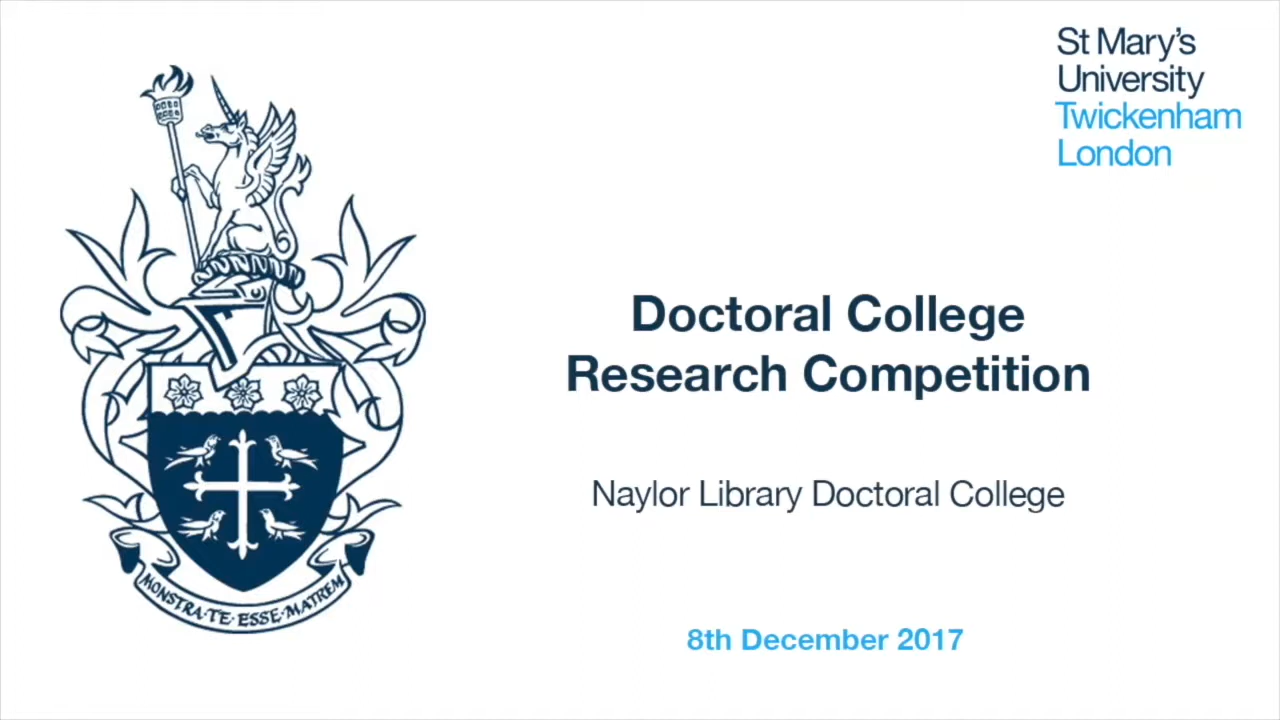 St Mary's
University
Twickenham
London
Doctoral College
Research Competition
Naylor Library Doctoral College
MONSTRA·TE·ESSE·MATREM
8th December 2017